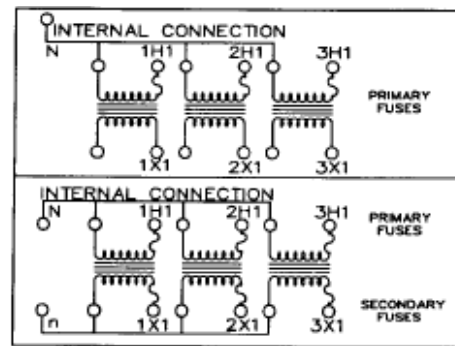 INTERNAL CONNECTION
N 1H1 2H1 3H1
PRIMARY
FUSES
1X1 2X1 3X1
INTERNAL CONNECTION
N 1H1 2H1 3H1
PRIMARY
FUSES
SECONDARY
FUSES
n 1X1 2X1 3X1